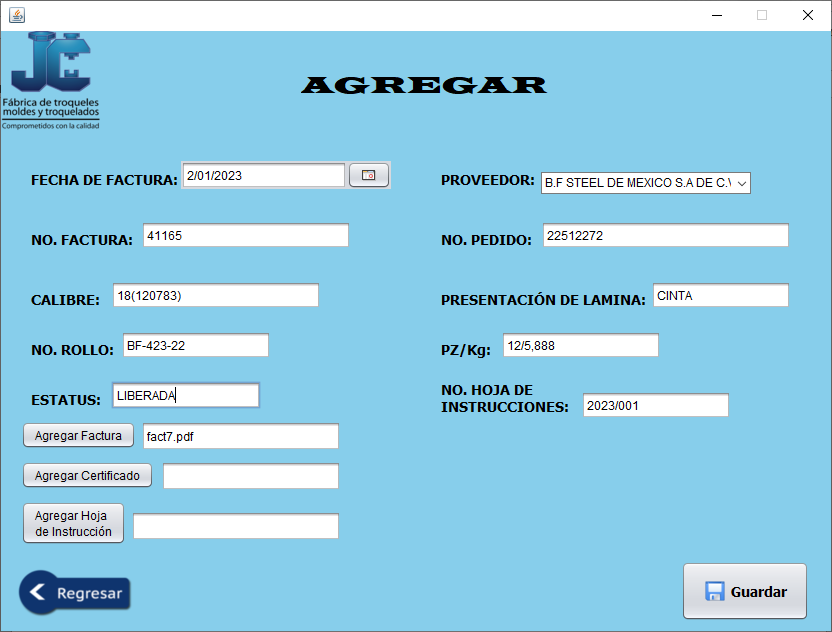 Fábrica de troqueles
moldes y troquelados
Comprometidos con la calidad
AGREGAR
FECHA DE FACTURA: 2/01/2023
PROVEEDOR: B.F STEEL DE MEXICO S.A DE C.V
NO. FACTURA: 41165
NO. PEDIDO: 22512272
CALIBRE: 18(120783)
PRESENTACIÓN DE LAMINA: CINTA
NO. ROLLO: BF-423-22
PZ/Kg: 12/5,888
ESTATUS: LIBERADA
NO. HOJA DE
INSTRUCCIONES: 2023/001
Agregar Factura fact7.pdf
Agregar Certificado
Agregar Hoja
de Instrucción
Regresar
Guardar